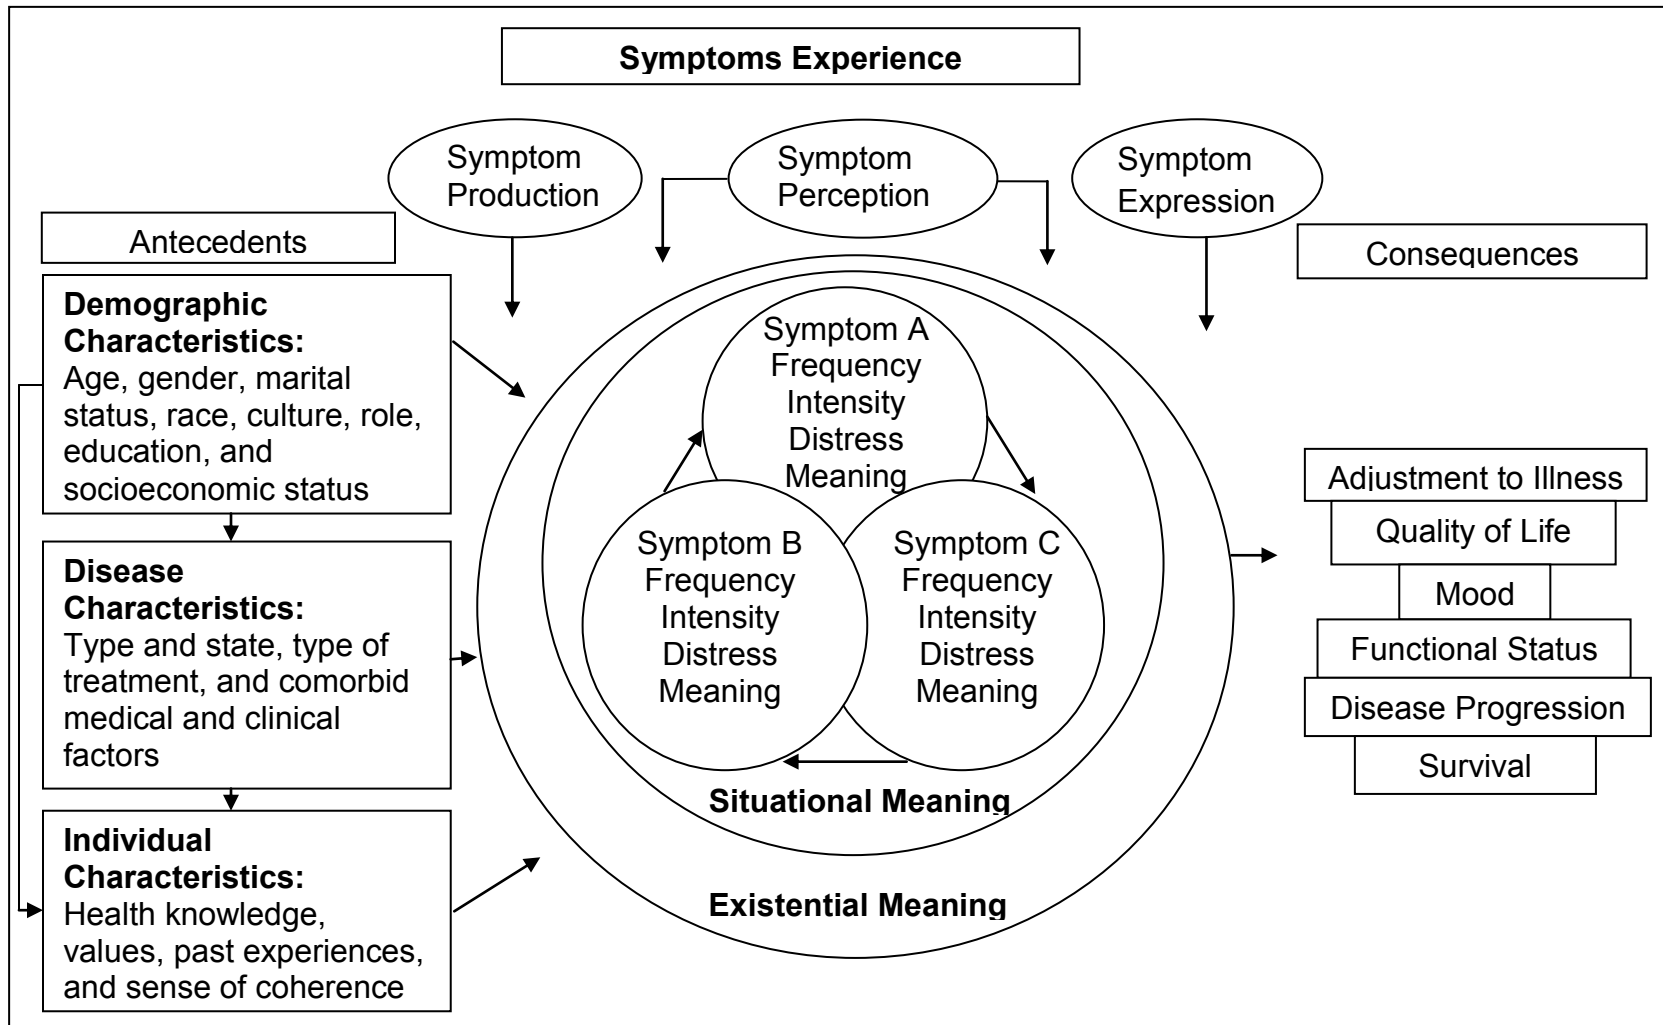 Symptoms Experience
Symptom
Production
Symptom
Perception
Symptom
Expression
Antecedents
Consequences
Demographic
Characteristics:
Age, gender, marital
status, race, culture, role,
education, and
socioeconomic status
Disease
Characteristics:
Type and state, type of
treatment, and comorbid
medical and clinical
factors
Individual
Characteristics:
Health knowledge,
values, past experiences,
and sense of coherence
Symptom A
Frequency
Intensity
Distress
Meaning
Symptom B
Frequency
Intensity
Distress
Meaning
Symptom C
Frequency
Intensity
Distress
Meaning
Situational Meaning
Existential Meaning
Adjustment to Illness
Quality of Life
Mood
Functional Status
Disease Progression
Survival